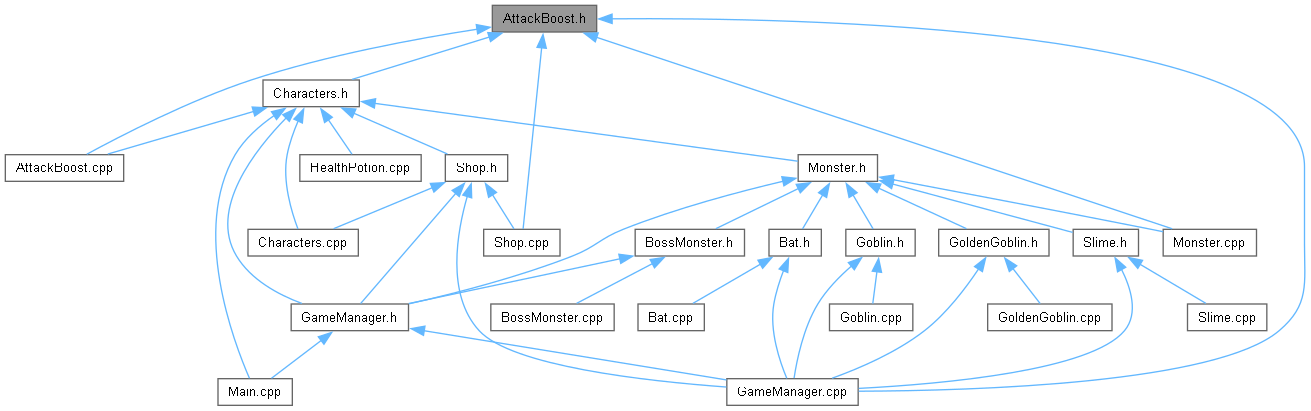 AttackBoost.h
Characters.h
AttackBoost.cpp
HealthPotion.cpp
Shop.h
Monster.h
Characters.cpp
Shop.cpp
BossMonster.h
Bat.h
Goblin.h
GoldenGoblin.h
Slime.h
Monster.cpp
GameManager.h
BossMonster.cpp
Bat.cpp
Goblin.cpp
GoldenGoblin.cpp
Slime.cpp
Main.cpp
GameManager.cpp